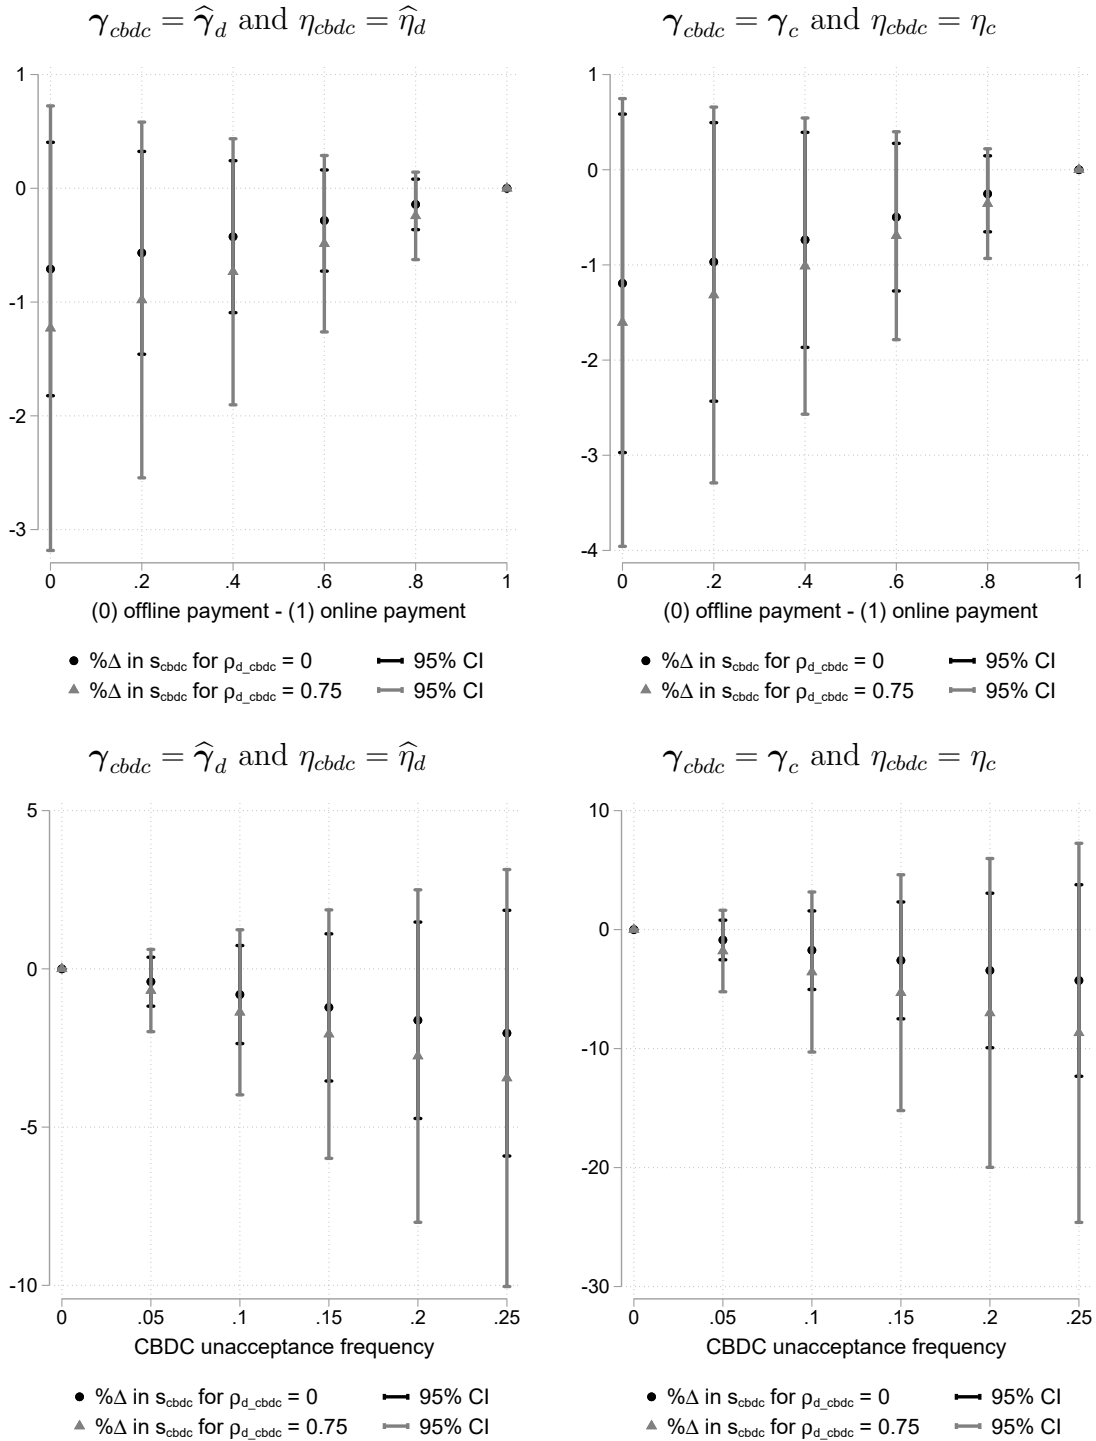 γ_cbdc = γ̂_d and η_cbdc = η̂_d
1
0
-1
-2
-3
0 .2 .4 .6 .8 1
(0) offline payment - (1) online payment
%Δ in s_cbdc for ρ_d_cbdc = 0 95% CI
%Δ in s_cbdc for ρ_d_cbdc = 0.75 95% CI
γ_cbdc = γ_c and η_cbdc = η_c
1
0
-1
-2
-3
-4
0 .2 .4 .6 .8 1
(0) offline payment - (1) online payment
%Δ in s_cbdc for ρ_d_cbdc = 0 95% CI
%Δ in s_cbdc for ρ_d_cbdc = 0.75 95% CI
γ_cbdc = γ̂_d and η_cbdc = η̂_d
5
0
-5
-10
0 .05 .1 .15 .2 .25
CBDC unacceptance frequency
%Δ in s_cbdc for ρ_d_cbdc = 0 95% CI
%Δ in s_cbdc for ρ_d_cbdc = 0.75 95% CI
γ_cbdc = γ_c and η_cbdc = η_c
10
0
-10
-20
-30
0 .05 .1 .15 .2 .25
CBDC unacceptance frequency
%Δ in s_cbdc for ρ_d_cbdc = 0 95% CI
%Δ in s_cbdc for ρ_d_cbdc = 0.75 95% CI